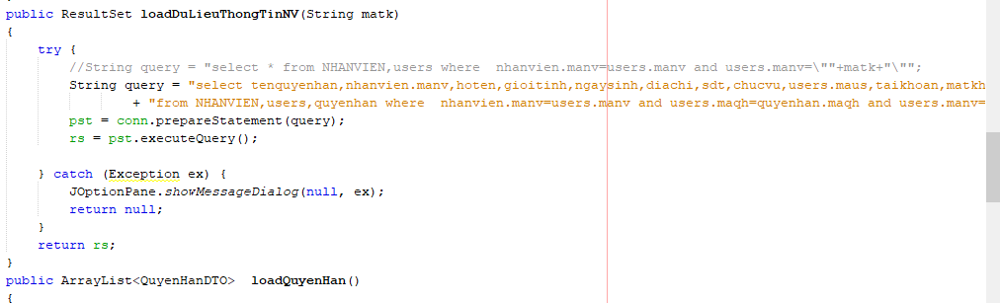 public ResultSet loadDuLieuThongTinNV(String matk)
{
try {
//String query = "select * from NHANVIEN,users where  nhanvien.manv=users.manv and users.manv=\""+matk+"\"";
String query = "select tenquyenhan,nhanvien.manv,hoten,gioitinh,ngaysinh,diachi,sdt,chucvu,users.maus,taikhoan,matkh
+ "from NHANVIEN,users,quyenhan where  nhanvien.manv=users.manv and users.maqh=quyenhan.maqh and users.manv=
pst = conn.prepareStatement(query);
rs = pst.executeQuery();
} catch (Exception ex) {
JOptionPane.showMessageDialog(null, ex);
return null;
}
return rs;
}
public ArrayList<QuyenHanDTO>  loadQuyenHan()
{